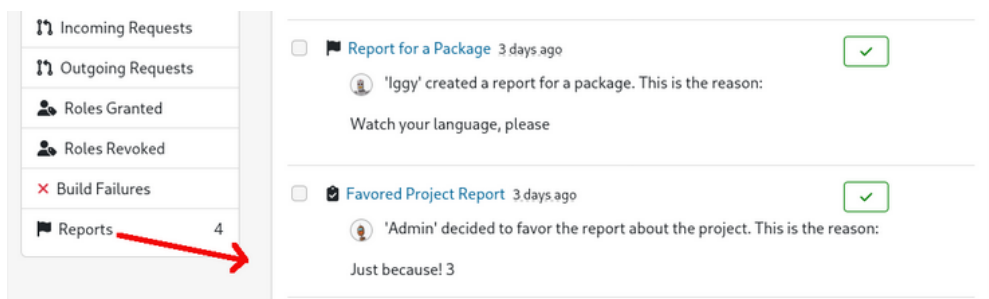 Incoming Requests
Outgoing Requests
Roles Granted
Roles Revoked
Build Failures
Reports 4
Report for a Package 3 days ago
'Iggy' created a report for a package. This is the reason:
Watch your language, please
Favored Project Report 3 days ago
'Admin' decided to favor the report about the project. This is the reason:
Just because! 3